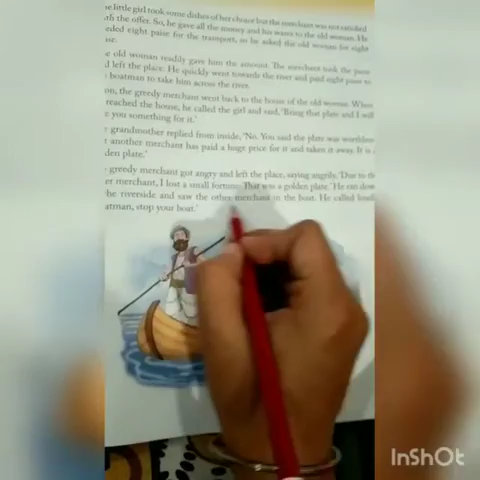 e little girl took some dishes of her choice but the merchant was not satisfied
th the offer. So, he gave all the money and his wares to the old woman. He
eded eight paise for the transport, so he asked the old woman for eight
se.
e old woman readily gave him the amount. The merchant took the paise
d left the place. He quickly went towards the river and paid eight paise to
boatman to take him across the river.
on, the greedy merchant went back to the house of the old woman. When
reached the house, he called the girl and said, 'Bring that plate and I will
e you something for it.'
grandmother replied from inside, 'No. You said the plate was worthless
t another merchant has paid a huge price for it and taken it away. It is a
den plate.'
greedy merchant got angry and left the place, saying angrily, 'Due to th
er merchant, I lost a small fortune. That was a golden plate.' He ran dow
he riverside and saw the other merchant in the boat. He called loudl
atman, stop your boat.'
InShOt